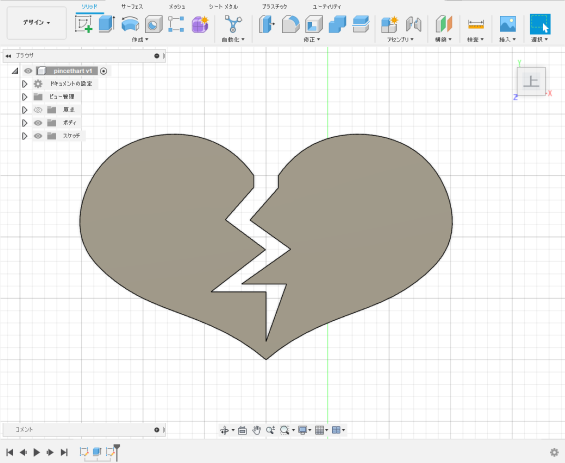 ソリッド サーフェス メッシュ シート メタル プラスチック ユーティリティ
デザイン
作成 自動化 修正 アセンブリ 構築 検査 挿入 選択
ブラウザ
pincethart v1
ドキュメントの設定
ビュー管理
原点
ボディ
スケッチ
上
Y
X
Z
コメント